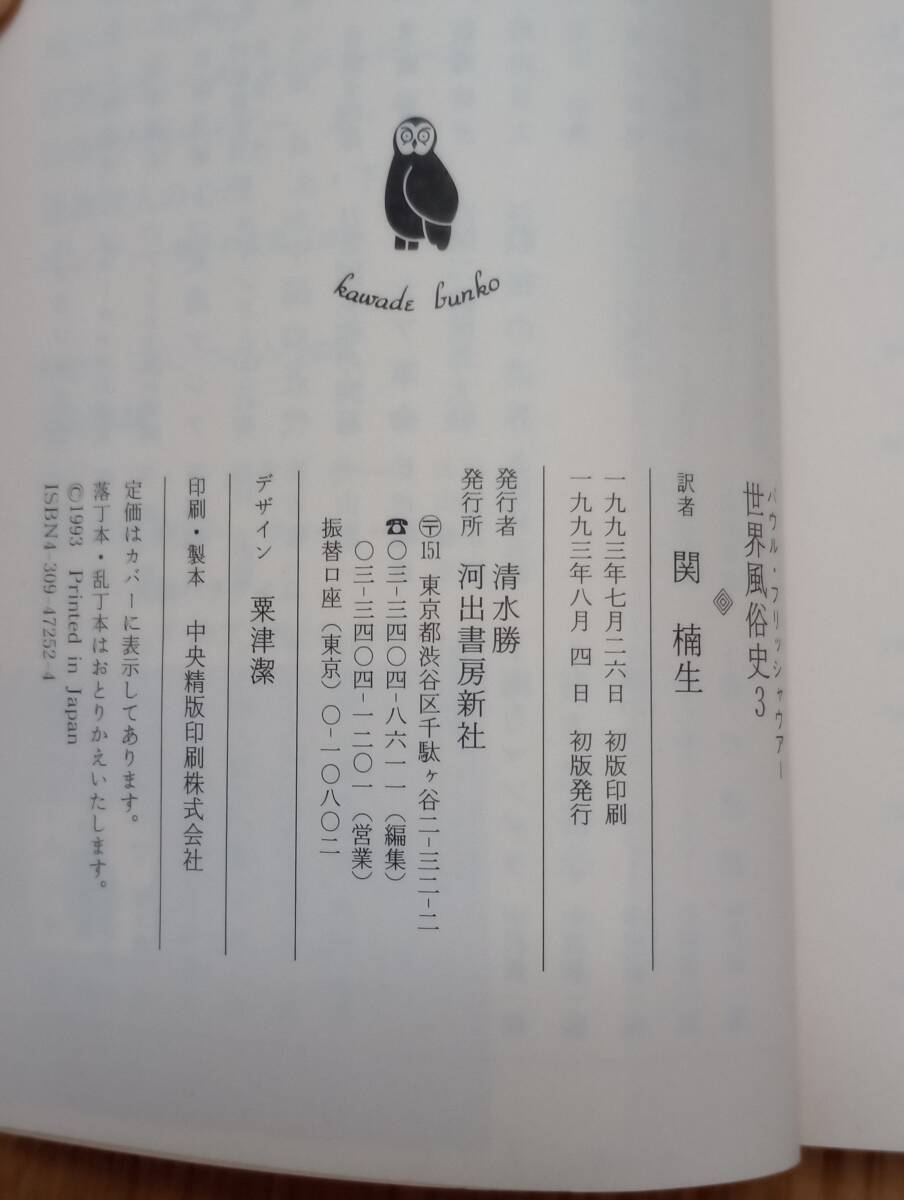 kawade bunko
パウル・フリッシャウアー
世界風俗史3
訳者 関 楠生
一九九三年七月二六日 初版印刷
一九九三年八月 四 日 初版発行
発行者 清水勝
発行所 河出書房新社
〒151 東京都渋谷区千駄ヶ谷二-三二-二
☎〇三-三四〇四-八六一一(編集)
〇三-三四〇四-一二〇一(営業)
振替口座(東京)〇-一〇八〇二
デザイン 粟津潔
印刷・製本 中央精版印刷株式会社
定価はカバーに表示してあります。
落丁本・乱丁本はおとりかえいたします。
©1993 Printed in Japan
ISBN4-309-47252-4